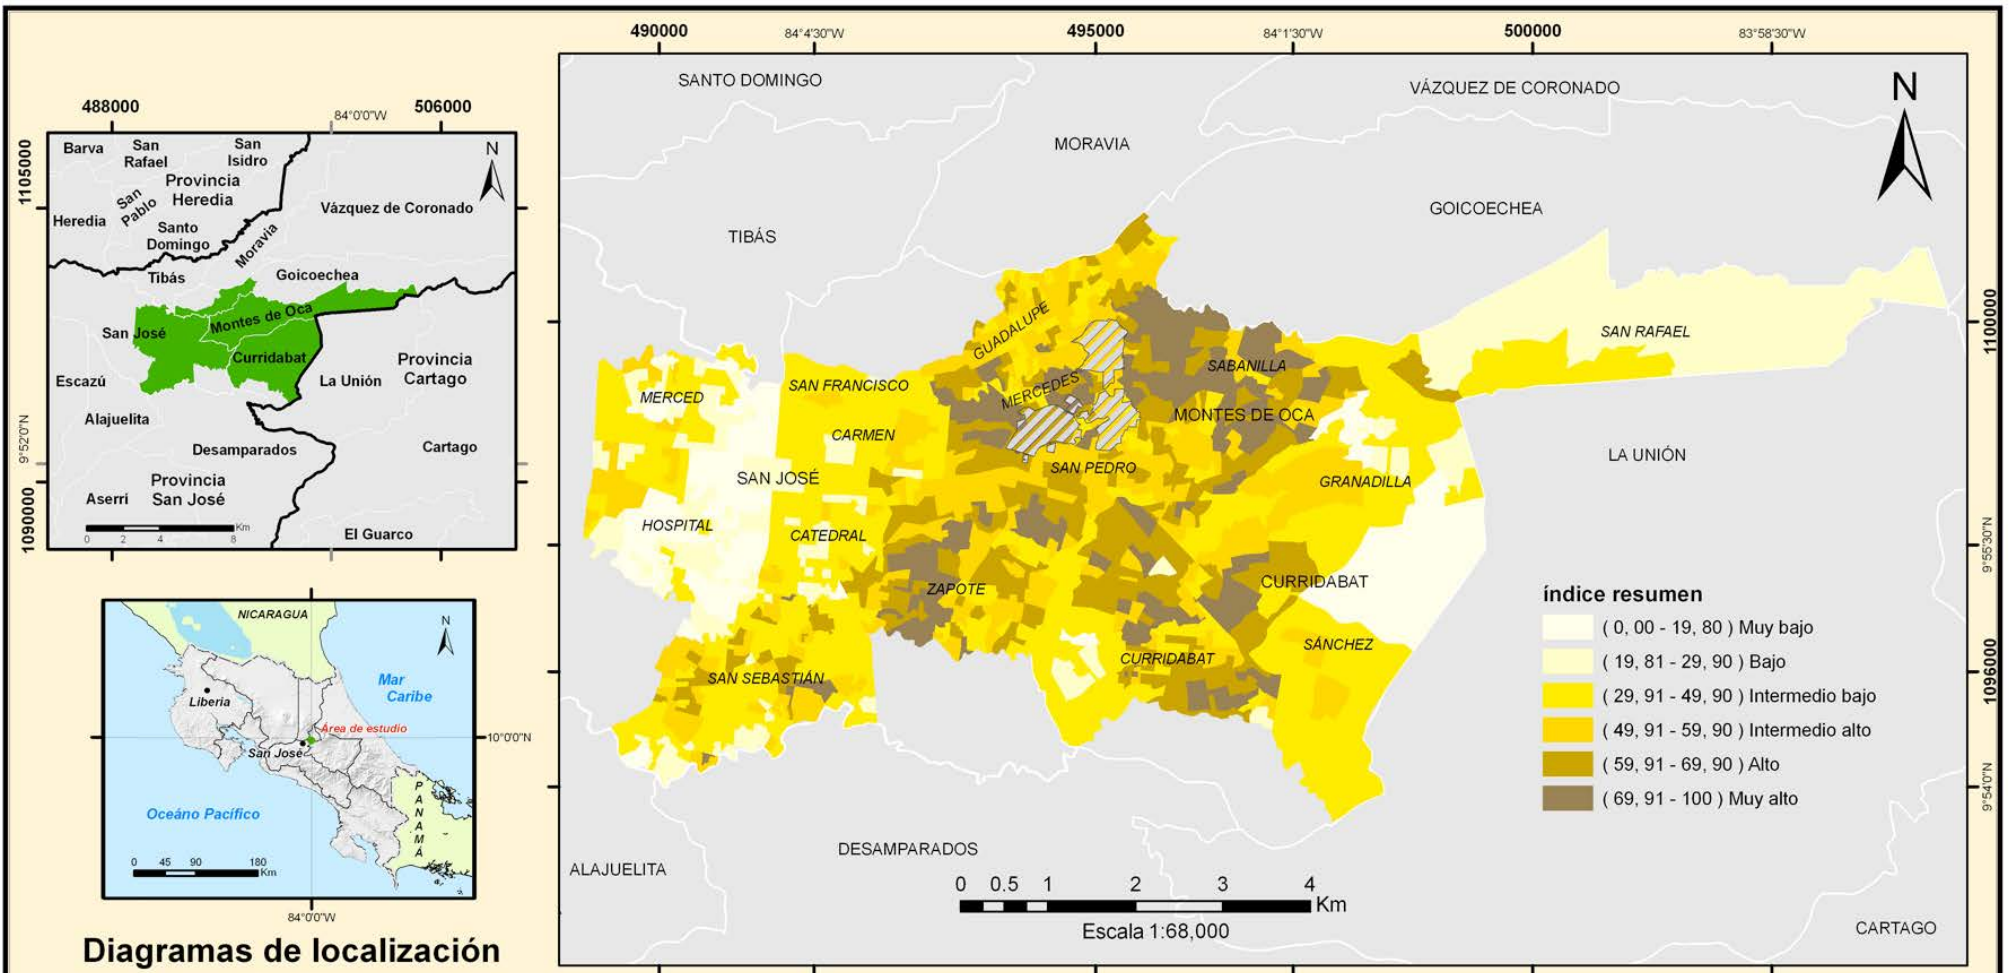 488000
84°0'0"W
506000
1105000
9°52'0"N
1090000
Barva
San
Rafael
San
Isidro
N
Provincia
Heredia
San
Pablo
Heredia
Santo
Domingo
Vázquez de Coronado
Moravia
Tibás
Goicoechea
San José
Montes de Oca
Curridabat
Escazú
La Unión
Provincia
Cartago
Alajuelita
Desamparados
Cartago
Provincia
San José
Aserrí
El Guarco
0 2 4 8 Km
NICARAGUA
N
Mar
Caribe
Liberia
Área de estudio
San José
10°0'0"N
Océano Pacífico
PANAMÁ
0 45 90 180
Km
84°0'0"W
Diagramas de localización
490000
84°4'30"W
495000
84°1'30"W
500000
83°58'30"W
SANTO DOMINGO
VÁZQUEZ DE CORONADO
N
MORAVIA
GOICOECHEA
TIBÁS
1100000
GUADALUPE
SAN RAFAEL
SABANILLA
SAN FRANCISCO
MERCEDES
MERCED
MONTES DE OCA
CARMEN
LA UNIÓN
SAN PEDRO
SAN JOSÉ
GRANADILLA
HOSPITAL
CATEDRAL
9°55'30"N
CURRIDABAT
ZAPOTE
SÁNCHEZ
CURRIDABAT
SAN SEBASTIÁN
1096000
9°54'0"N
índice resumen
( 0, 00 - 19, 80 ) Muy bajo
( 19, 81 - 29, 90 ) Bajo
( 29, 91 - 49, 90 ) Intermedio bajo
( 49, 91 - 59, 90 ) Intermedio alto
( 59, 91 - 69, 90 ) Alto
( 69, 91 - 100 ) Muy alto
DESAMPARADOS
ALAJUELITA
0 0.5 1 2 3 4
Km
Escala 1:68,000
CARTAGO